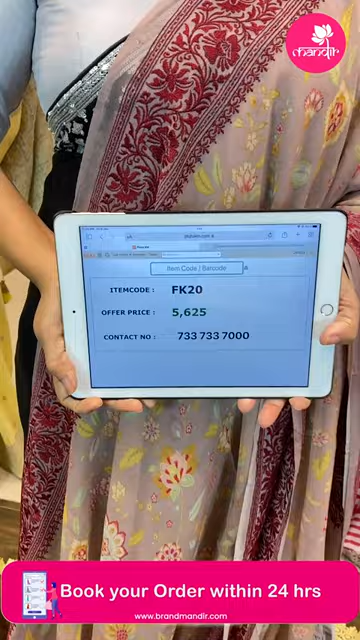 mandir
Item Code | Barcode
ITEMCODE : FK20
OFFER PRICE : 5,625
CONTACT NO : 733 733 7000
Book your Order within 24 hrs
www.brandmandir.com